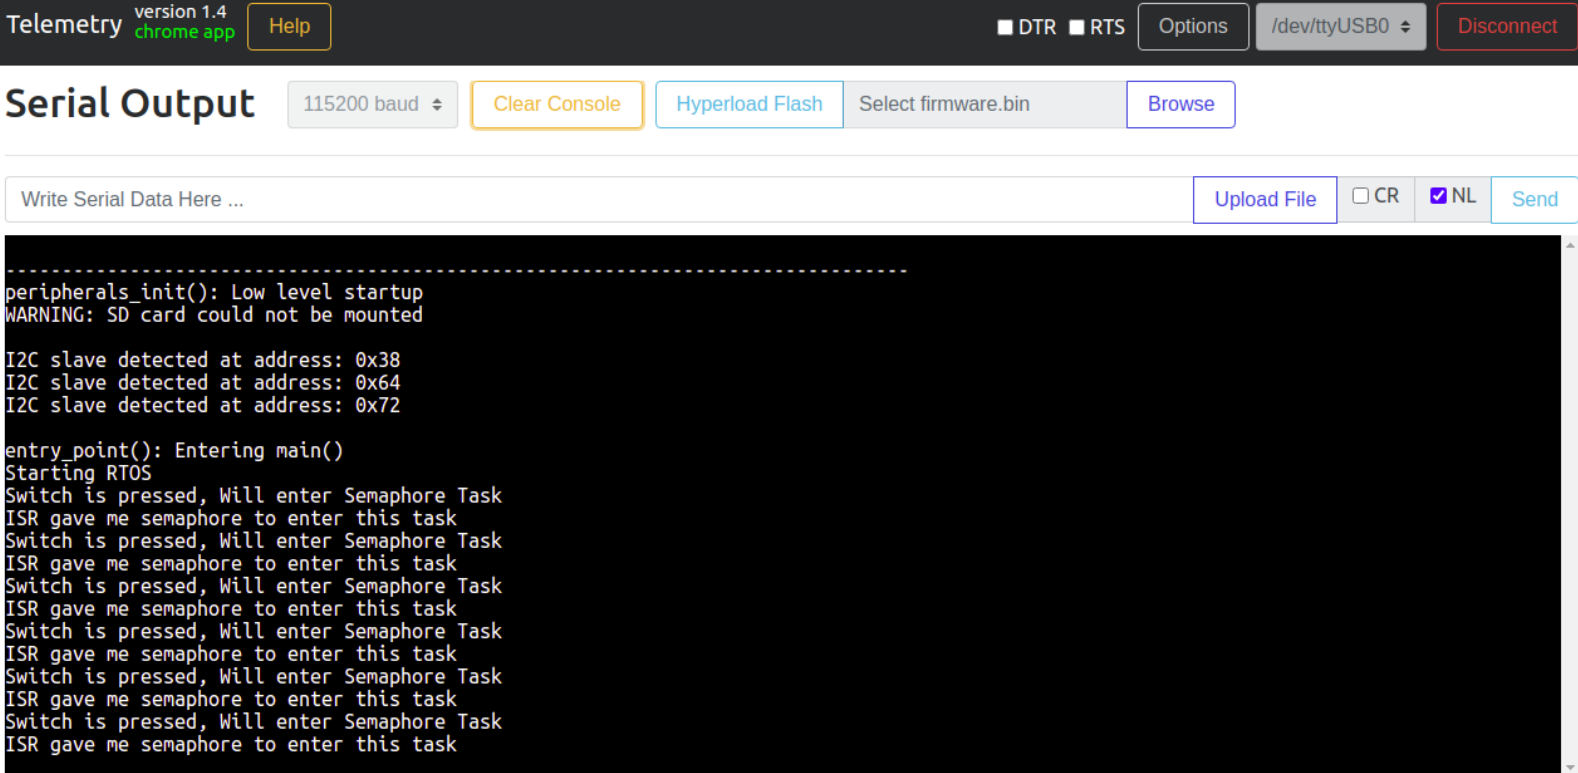 Telemetry version 1.4 chrome app Help DTR RTS Options /dev/ttyUSB0 Disconnect
Serial Output 115200 baud Clear Console Hyperload Flash Select firmware.bin Browse
Write Serial Data Here ... Upload File CR NL Send
--------------------------------------------------------------------------------
peripherals_init(): Low level startup
WARNING: SD card could not be mounted
I2C slave detected at address: 0x38
I2C slave detected at address: 0x64
I2C slave detected at address: 0x72
entry_point(): Entering main()
Starting RTOS
Switch is pressed, Will enter Semaphore Task
ISR gave me semaphore to enter this task
Switch is pressed, Will enter Semaphore Task
ISR gave me semaphore to enter this task
Switch is pressed, Will enter Semaphore Task
ISR gave me semaphore to enter this task
Switch is pressed, Will enter Semaphore Task
ISR gave me semaphore to enter this task
Switch is pressed, Will enter Semaphore Task
ISR gave me semaphore to enter this task
Switch is pressed, Will enter Semaphore Task
ISR gave me semaphore to enter this task